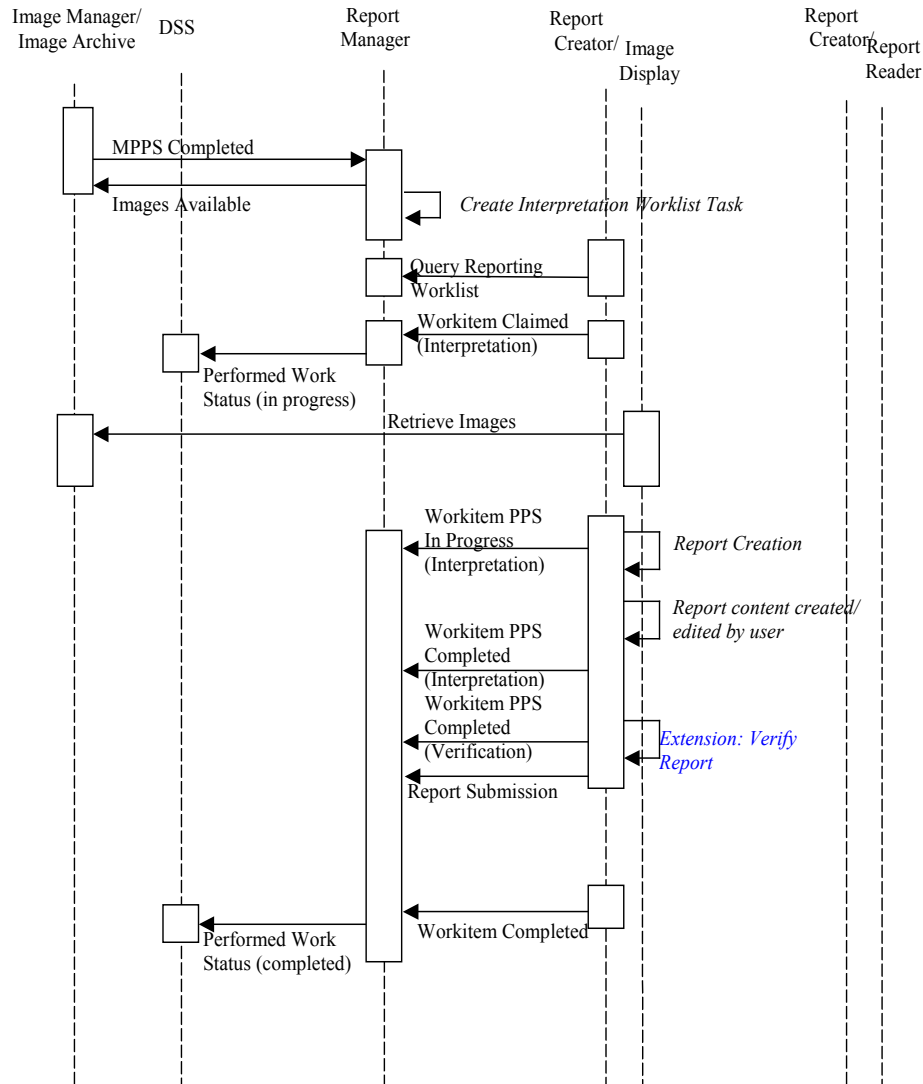 Image Manager/
Image Archive
DSS
Report
Manager
Report
Creator/
Image
Display
Report
Creator/
Report
Reader
MPPS Completed
Images Available
Create Interpretation Worklist Task
Query Reporting
Worklist
Workitem Claimed
(Interpretation)
Performed Work
Status (in progress)
Retrieve Images
Workitem PPS
In Progress
(Interpretation)
Report Creation
Report content created/
edited by user
Workitem PPS
Completed
(Interpretation)
Workitem PPS
Completed
(Verification)
Extension: Verify
Report
Report Submission
Workitem Completed
Performed Work
Status (completed)